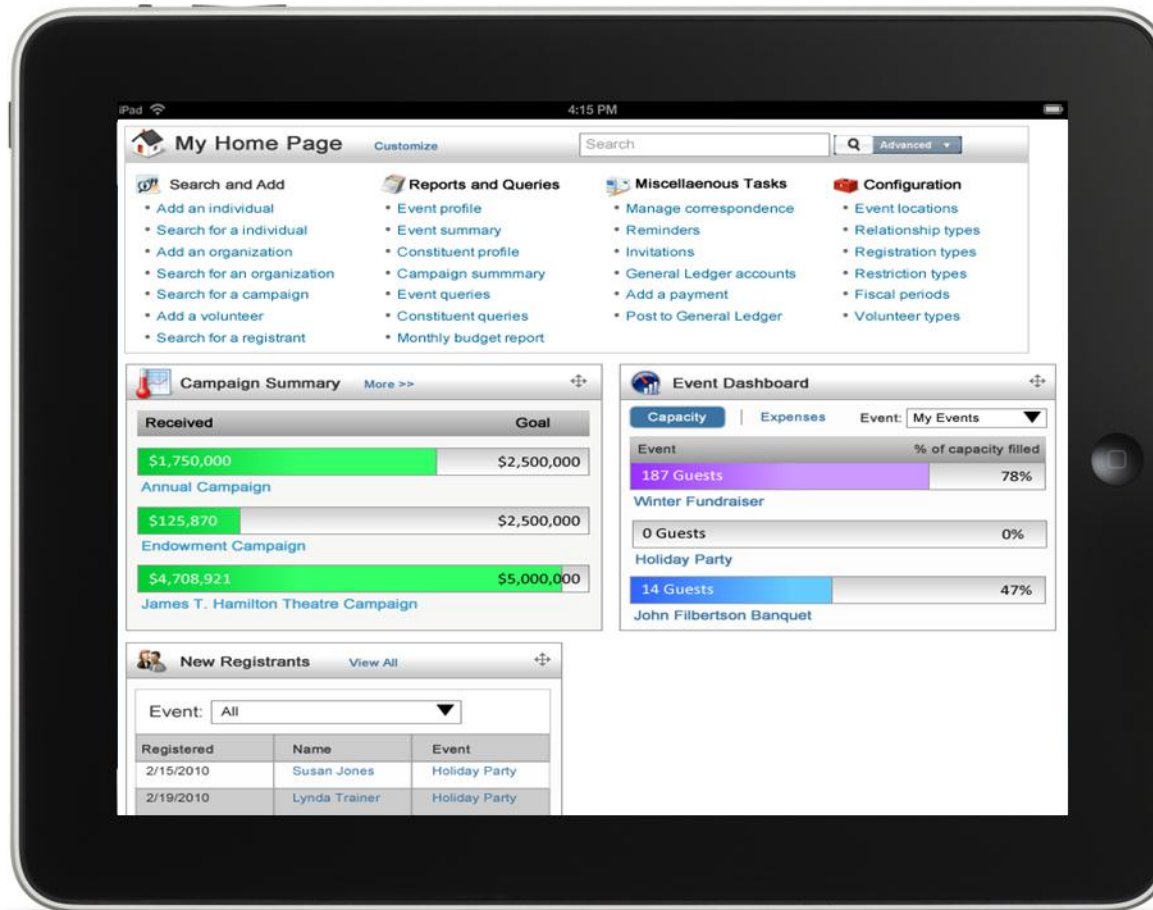 iPad 4:15 PM
My Home Page Customize Search Advanced
Search and Add
Add an individual
Search for a individual
Add an organization
Search for an organization
Search for a campaign
Add a volunteer
Search for a registrant
Reports and Queries
Event profile
Event summary
Constituent profile
Campaign summmary
Event queries
Constituent queries
Monthly budget report
Miscellaenous Tasks
Manage correspondence
Reminders
Invitations
General Ledger accounts
Add a payment
Post to General Ledger
Configuration
Event locations
Relationship types
Registration types
Restriction types
Fiscal periods
Volunteer types
Campaign Summary More >>
Received Goal
$1,750,000 $2,500,000
Annual Campaign
$125,870 $2,500,000
Endowment Campaign
$4,708,921 $5,000,000
James T. Hamilton Theatre Campaign
Event Dashboard
Capacity | Expenses Event: My Events
Event % of capacity filled
187 Guests 78%
Winter Fundraiser
0 Guests 0%
Holiday Party
14 Guests 47%
John Filbertson Banquet
New Registrants View All
Event: All
Registered Name Event
2/15/2010 Susan Jones Holiday Party
2/19/2010 Lynda Trainer Holiday Party